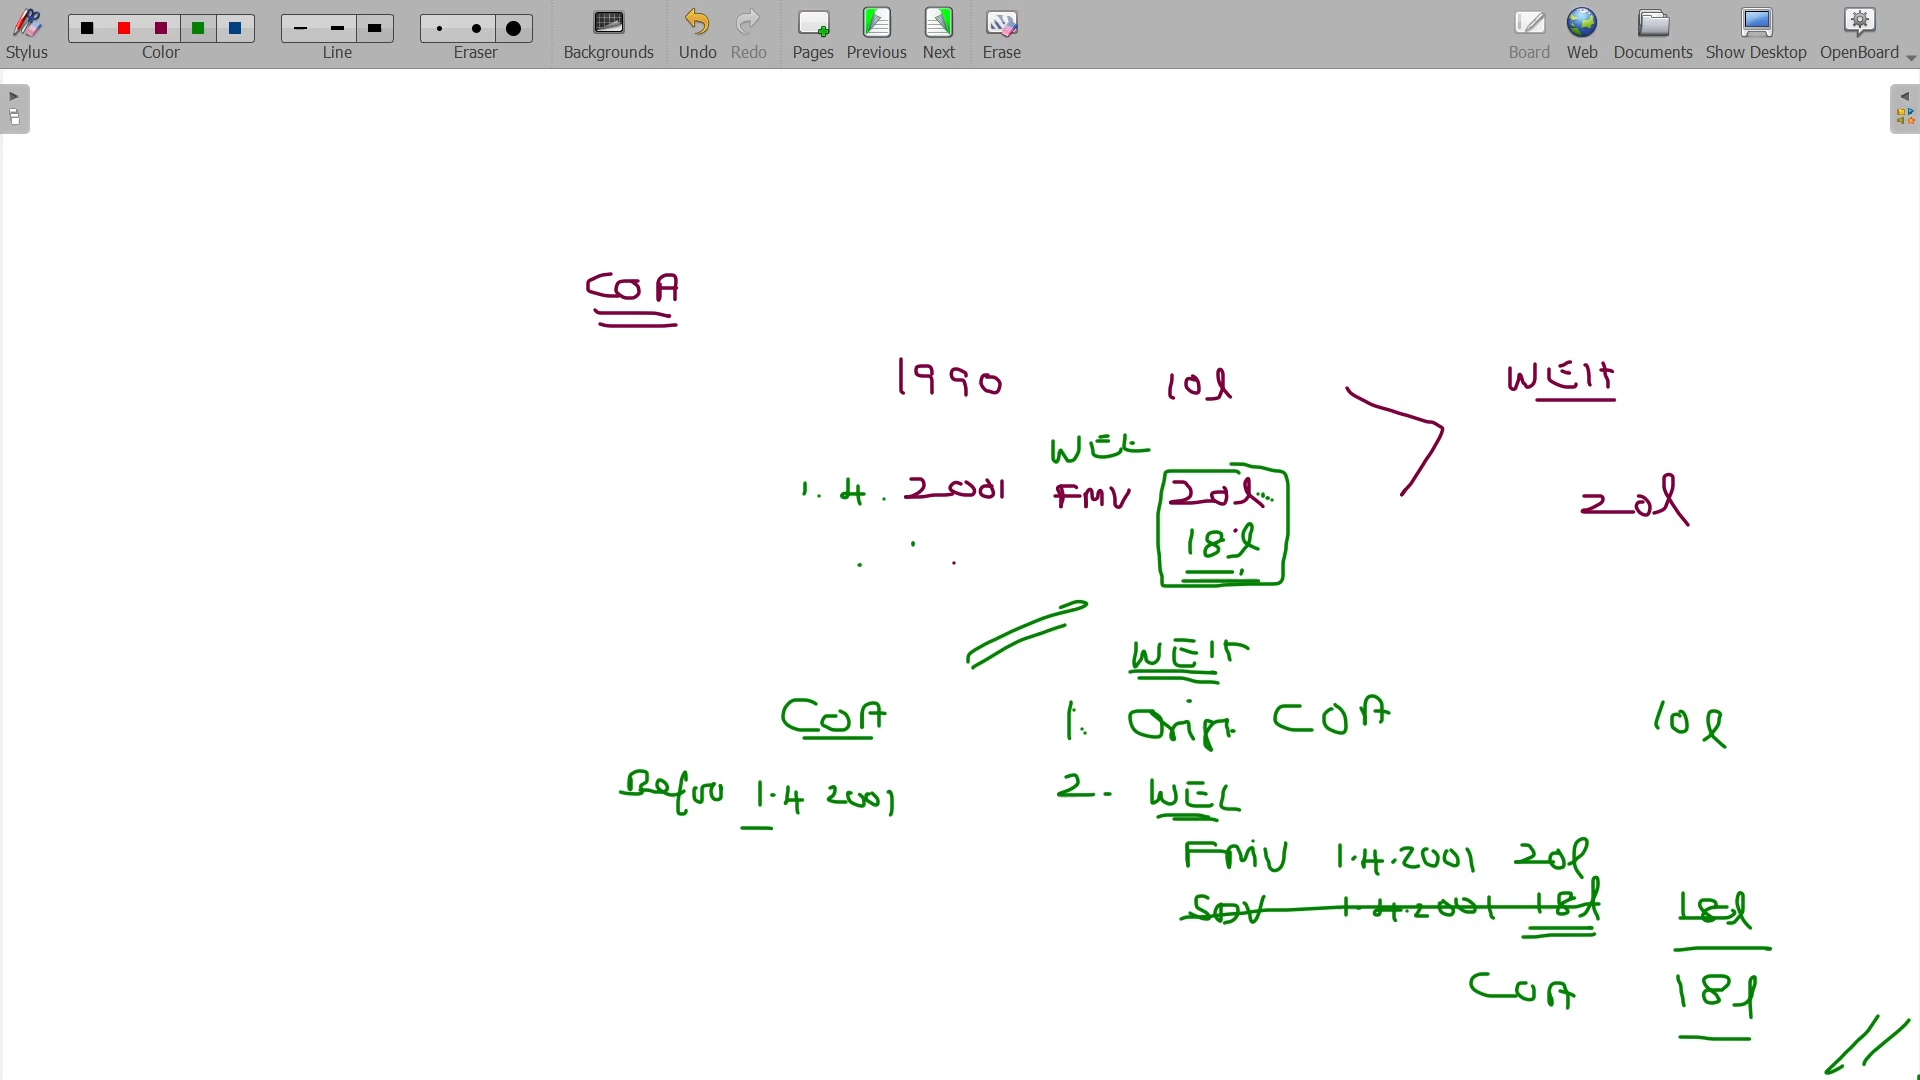 Stylus Color Line Eraser Backgrounds Undo Redo Pages Previous Next Erase Board Web Documents Show Desktop OpenBoard
COA
1990 10l WEIH
WEL
1.4.2001 FMV 20l 20l
18l
WEIH
COA 1. Orig. COA 10l
Before 1.4 2001 2. WEL
FMV 1.4.2001 20l
SDV 1.4.2001 18l 18l
COA 18l